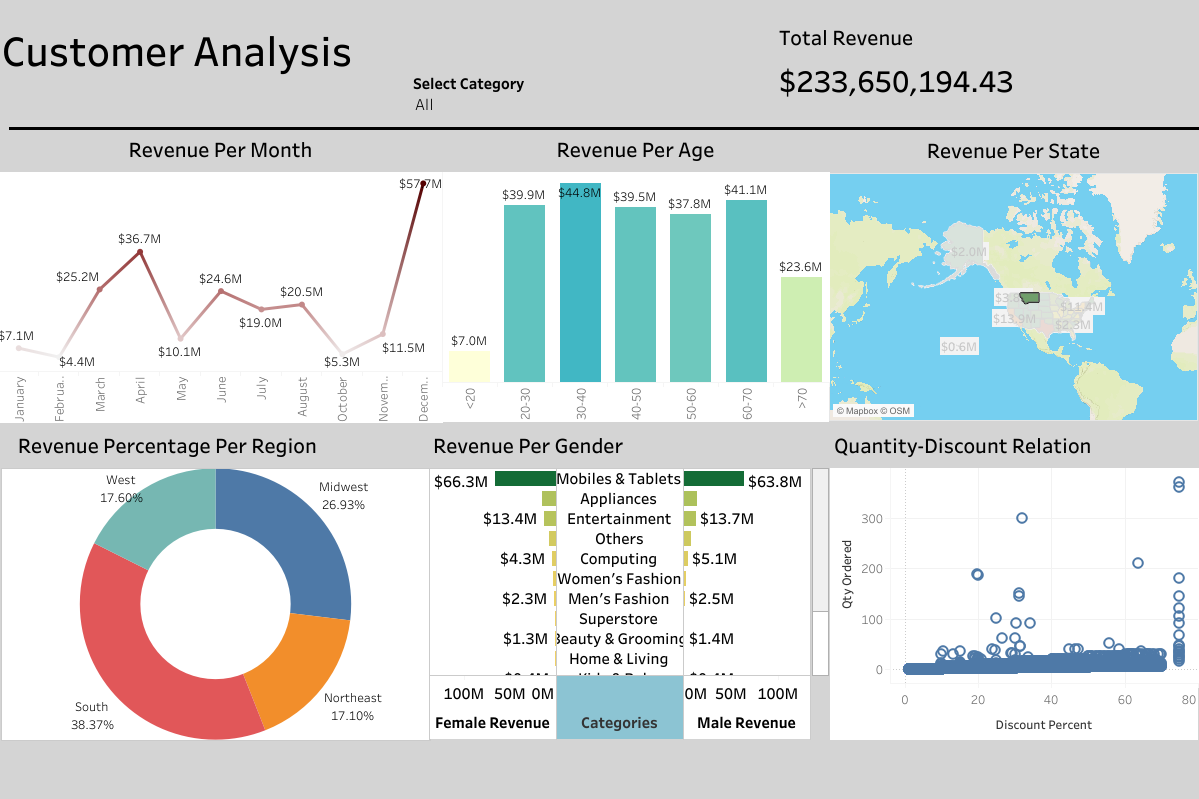 Customer Analysis
Select Category
All
Total Revenue
$233,650,194.43
Revenue Per Month
$7.1M
$4.4M
$25.2M
$36.7M
$10.1M
$24.6M
$19.0M
$20.5M
$5.3M
$11.5M
$57.7M
January
Februa..
March
April
May
June
July
August
October
Novem..
Decem..
Revenue Per Age
$7.0M
$39.9M
$44.8M
$39.5M
$37.8M
$41.1M
$23.6M
<20
20-30
30-40
40-50
50-60
60-70
>70
Revenue Per State
$2.0M
$11.4M
$13.9M
$2.3M
$0.6M
© Mapbox © OSM
Revenue Percentage Per Region
West
17.60%
Midwest
26.93%
South
38.37%
Northeast
17.10%
Revenue Per Gender
$66.3M Mobiles & Tablets $63.8M
Appliances
$13.4M Entertainment $13.7M
Others
$4.3M Computing $5.1M
Women's Fashion
$2.3M Men's Fashion $2.5M
Superstore
$1.3M Beauty & Grooming $1.4M
Home & Living
100M 50M 0M 0M 50M 100M
Female Revenue Categories Male Revenue
Quantity-Discount Relation
Qty Ordered
300
200
100
0
0 20 40 60 80
Discount Percent